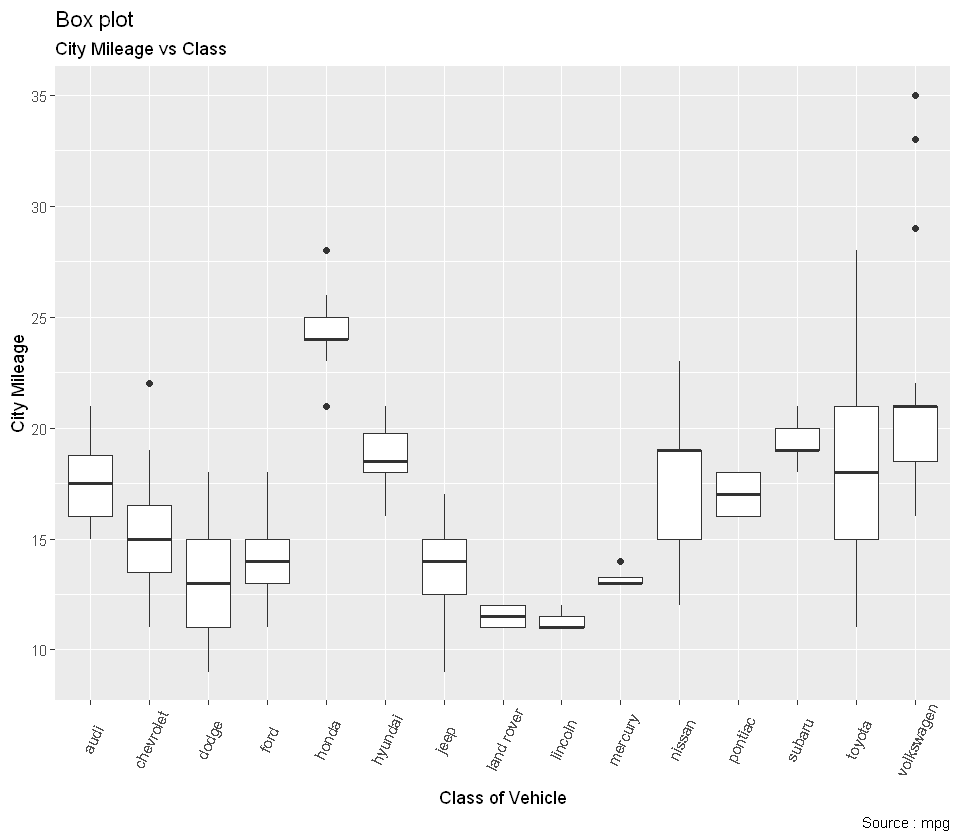 Box plot
City Mileage vs Class
35
30
25
20
15
10
City Mileage
audi
chevrolet
dodge
ford
honda
hyundai
jeep
land rover
lincoln
mercury
nissan
pontiac
subaru
toyota
volkswagen
Class of Vehicle
Source : mpg